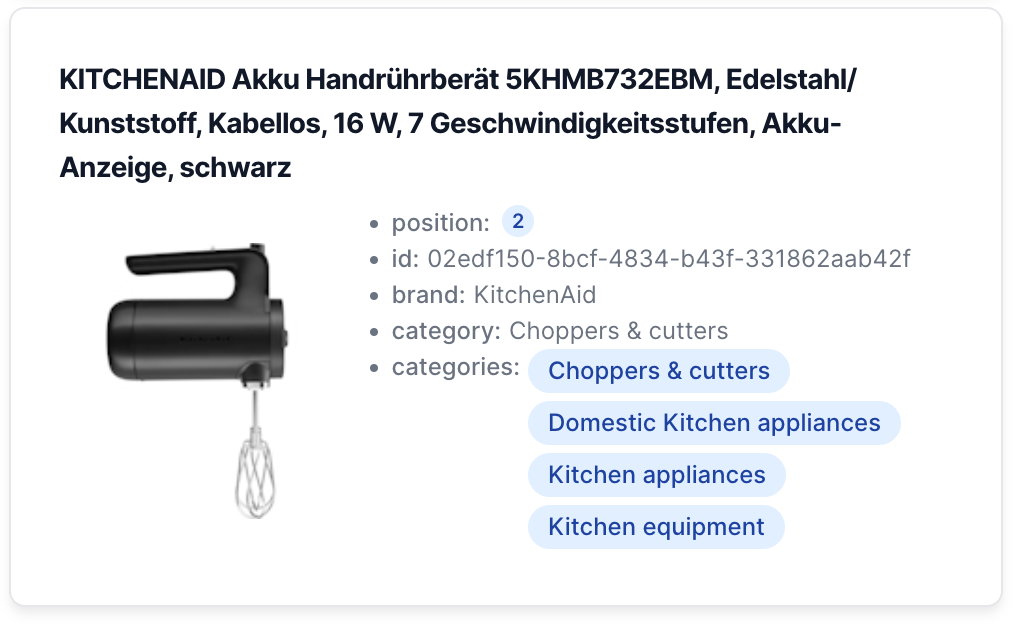 KITCHENAID Akku Handrührberät 5KHMB732EBM, Edelstahl/
Kunststoff, Kabellos, 16 W, 7 Geschwindigkeitsstufen, Akku-
Anzeige, schwarz
position: 2
id: 02edf150-8bcf-4834-b43f-331862aab42f
brand: KitchenAid
category: Choppers & cutters
categories: Choppers & cutters
Domestic Kitchen appliances
Kitchen appliances
Kitchen equipment